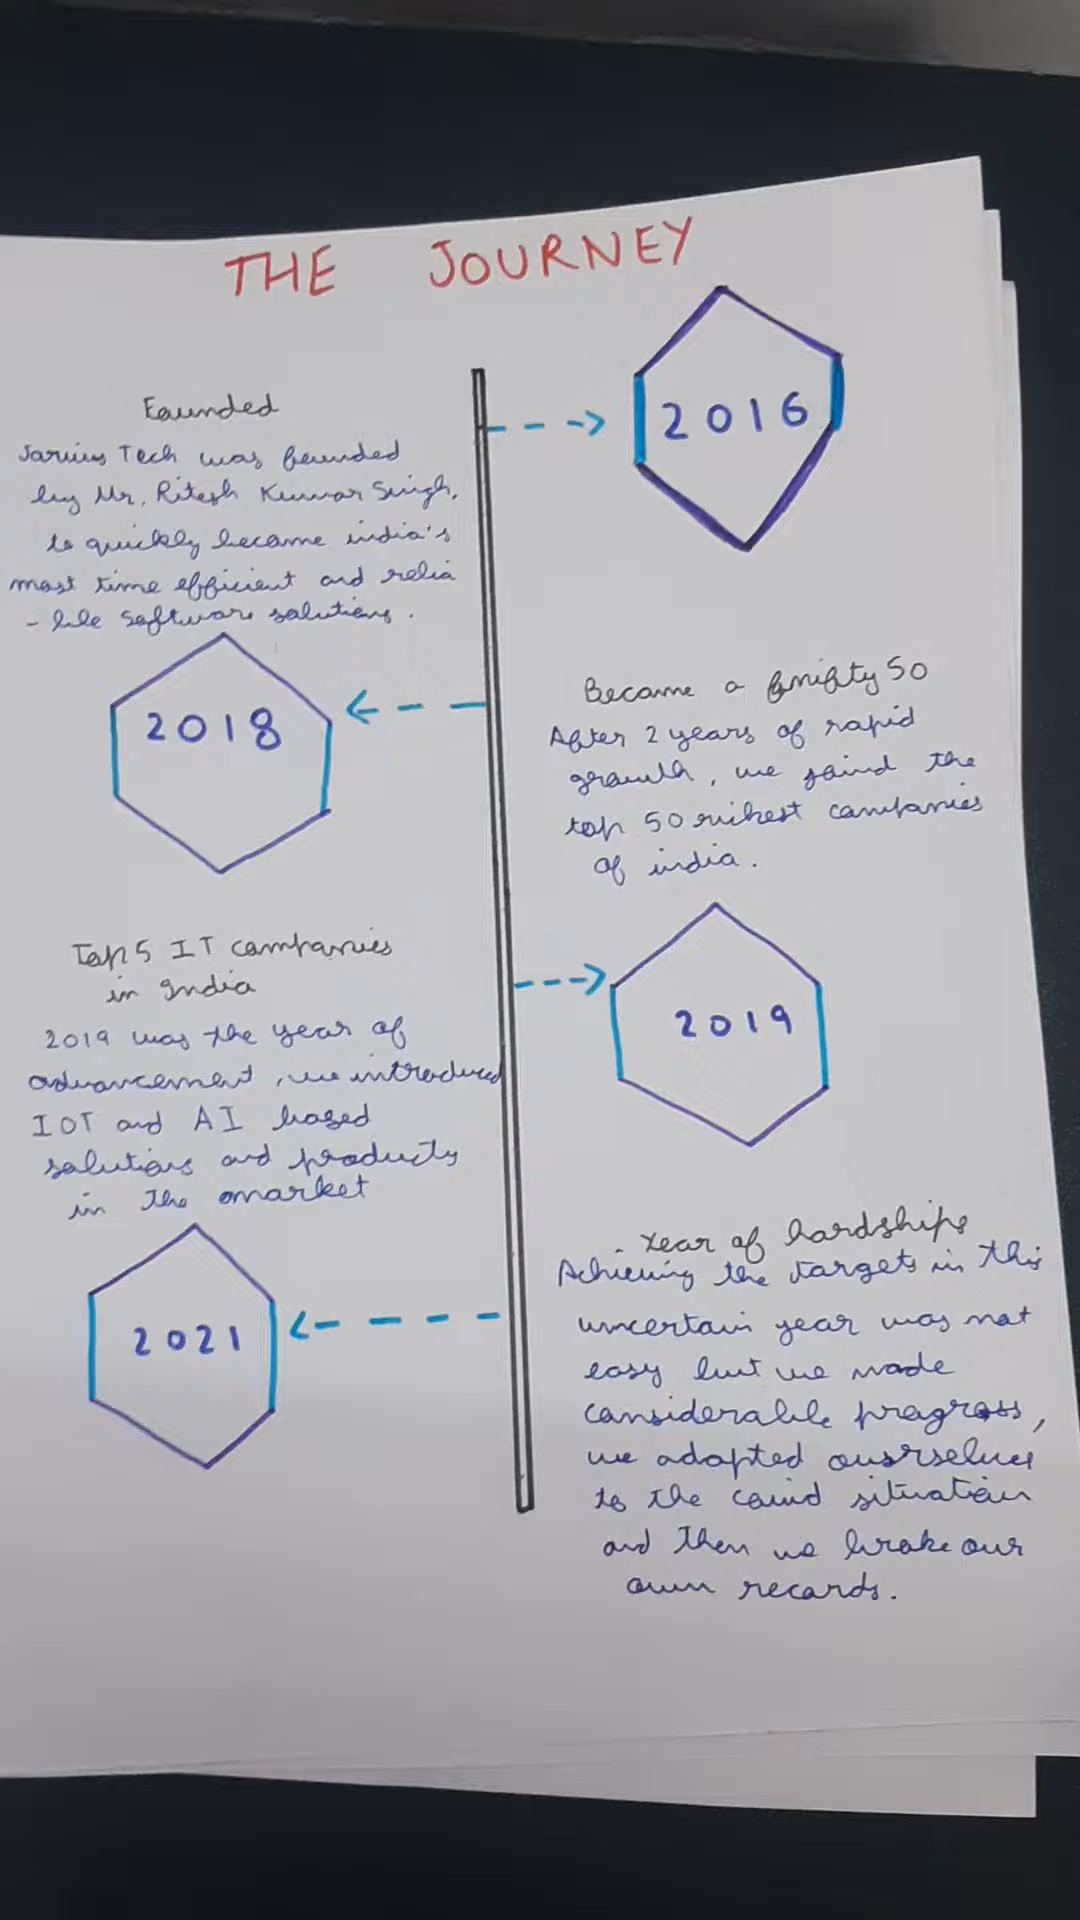 THE JOURNEY
2016
Founded
Tech was founded
by Mr. Ritesh Kumar Singh,
to quickly become india's
most time efficient and relia
- ble software solutions.
2018
Became a nifty 50
After 2 years of rapid
growth, we joind the
top 50 richest companies
of india.
Top 5 IT companies
in India
2019 was the year of
advancement, we introduced
IOT and AI based
solutions and products
in the market
2019
Year of hardships
Achieving the targets in this
uncertain year was not
easy but we made
considerable progress,
we adapted ourselves
to the covid situation
and then we broke our
own records.
2021